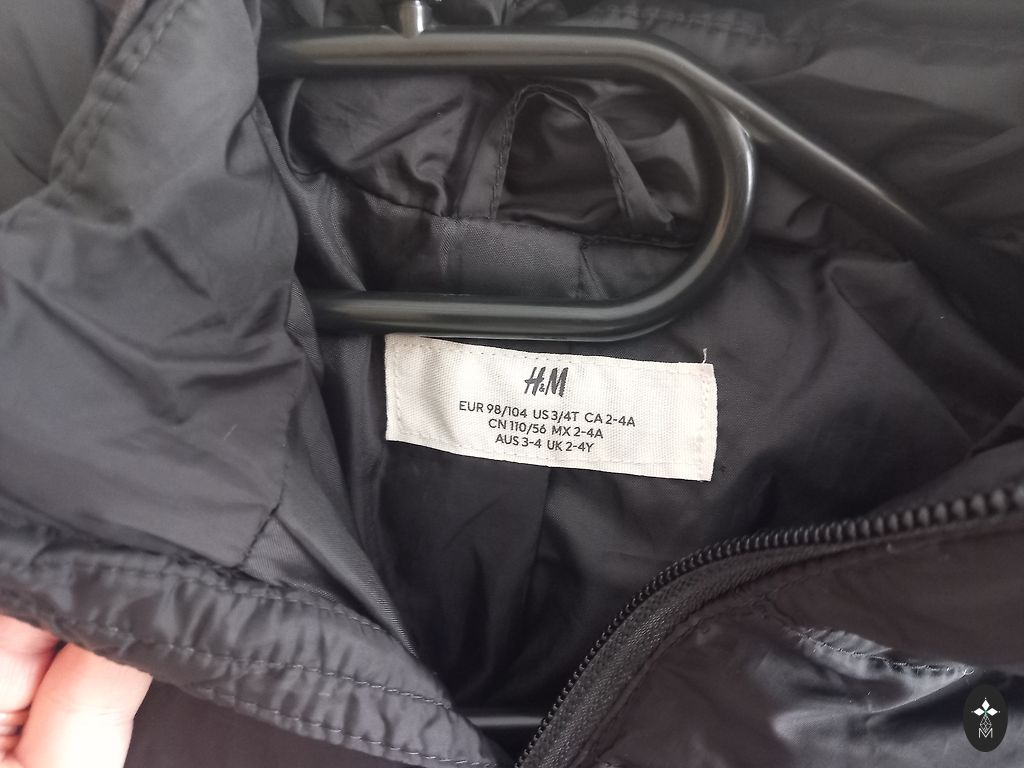 H&M
EUR 98/104 US 3/4T CA 2-4A
CN 110/56 MX 2-4A
AUS 3-4 UK 2-4Y
M